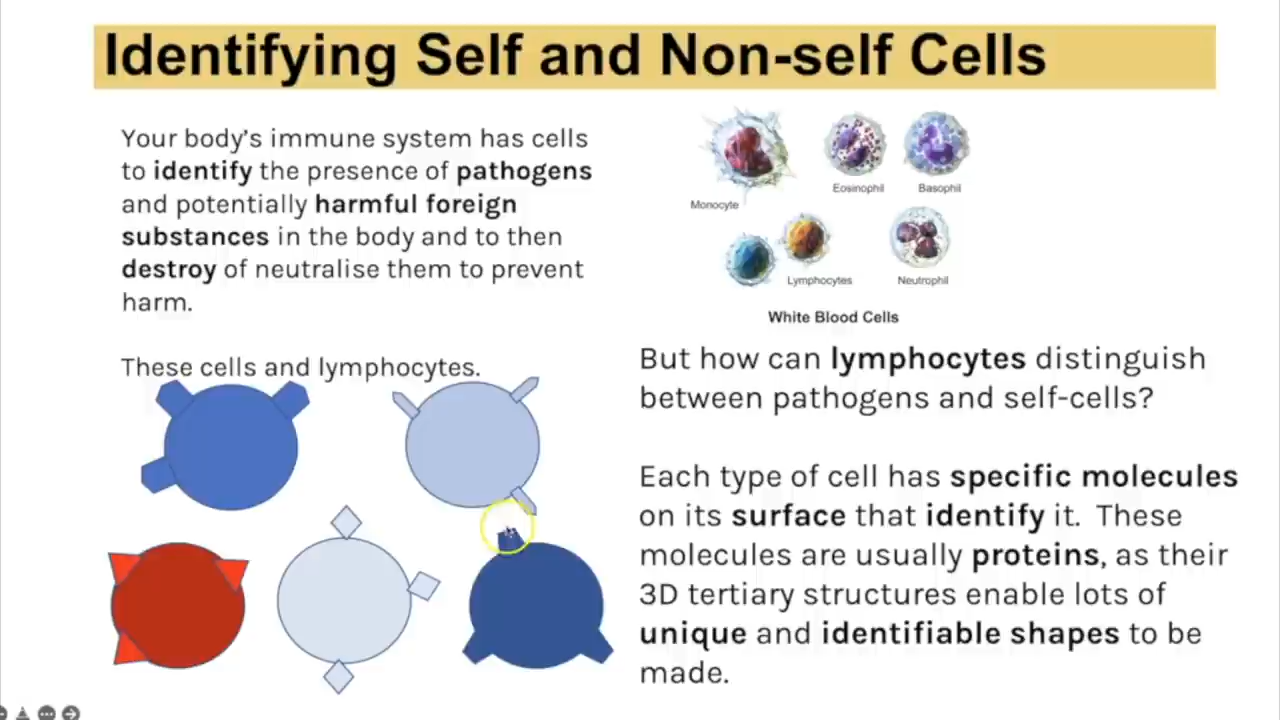 Identifying Self and Non-self Cells
Your body's immune system has cells
to identify the presence of pathogens
and potentially harmful foreign
substances in the body and to then
destroy of neutralise them to prevent
harm.
These cells and lymphocytes.
Monocyte
Eosinophil
Basophil
Lymphocytes
Neutrophil
White Blood Cells
But how can lymphocytes distinguish
between pathogens and self-cells?
Each type of cell has specific molecules
on its surface that identify it. These
molecules are usually proteins, as their
3D tertiary structures enable lots of
unique and identifiable shapes to be
made.